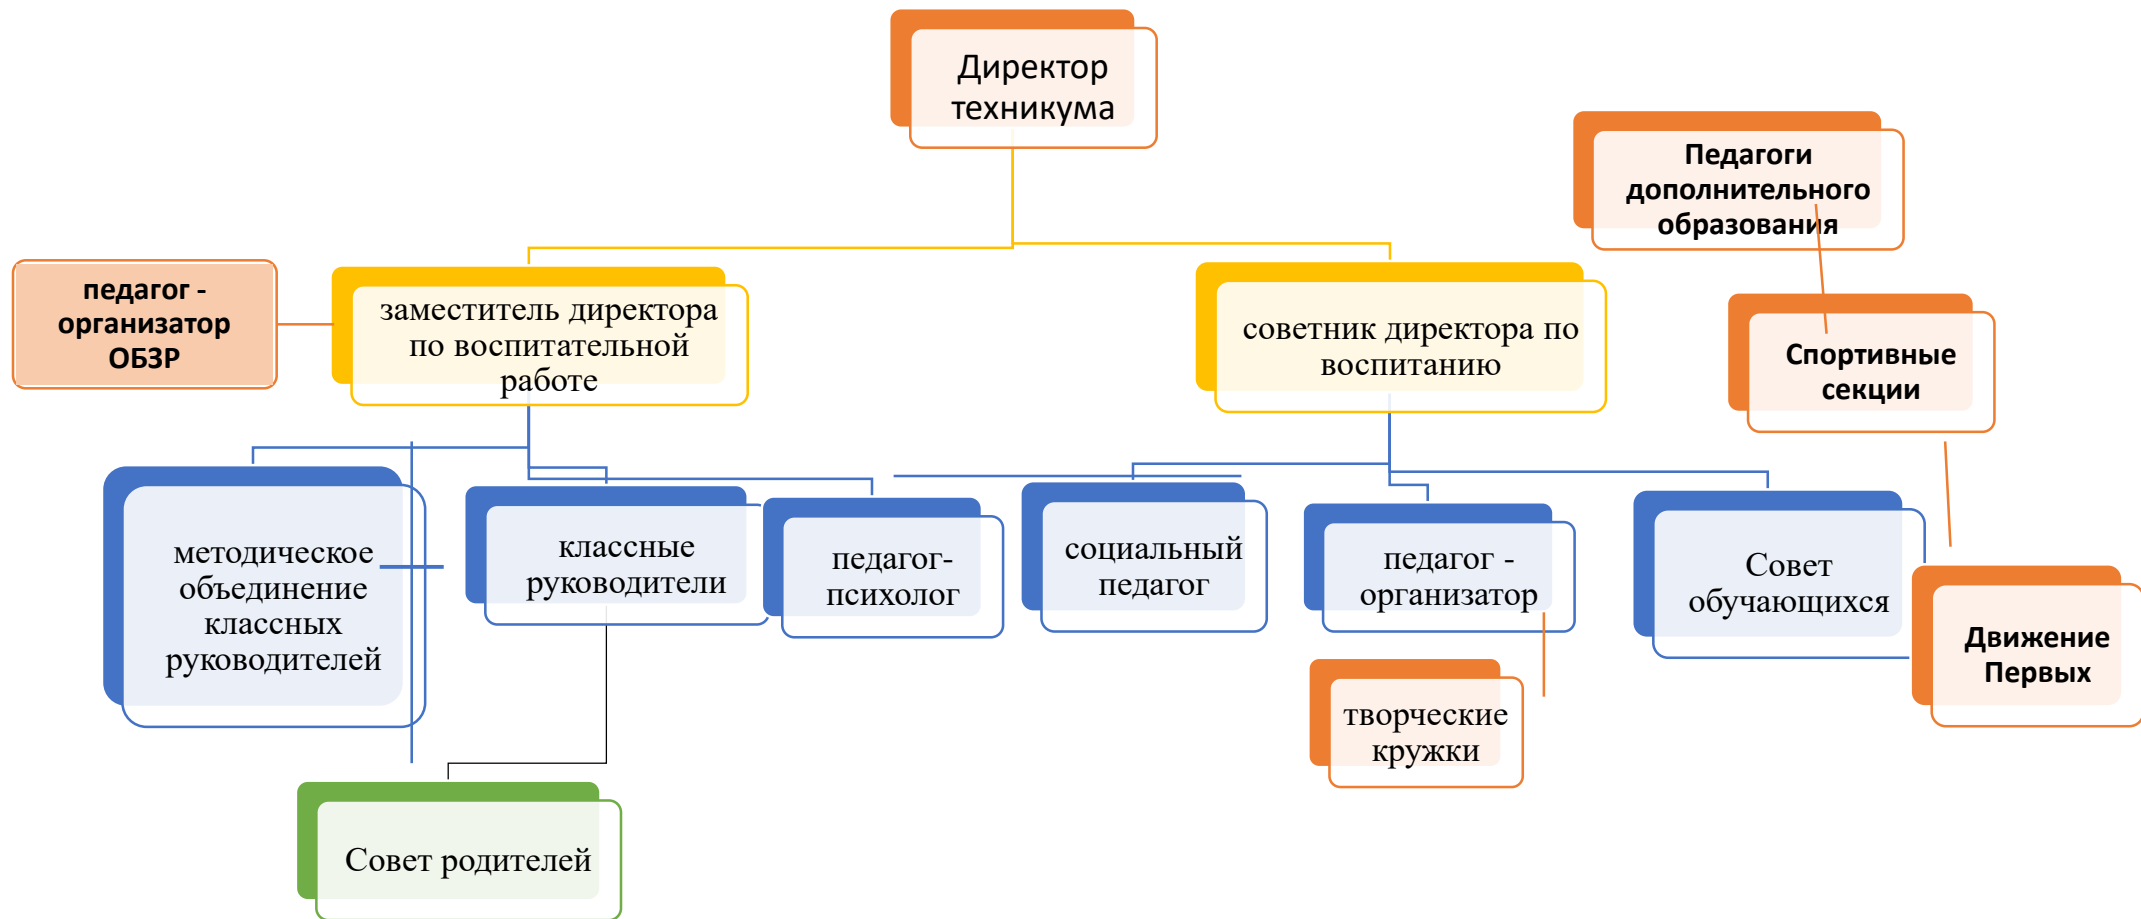 Директор
техникума
Педагоги
дополнительного
образования
педагог -
организатор
ОБЗР
заместитель директора
по воспитательной
работе
советник директора по
воспитанию
Спортивные
секции
методическое
объединение
классных
руководителей
классные
руководители
педагог-
психолог
социальный
педагог
педагог -
организатор
Совет
обучающихся
Движение
Первых
творческие
кружки
Совет родителей